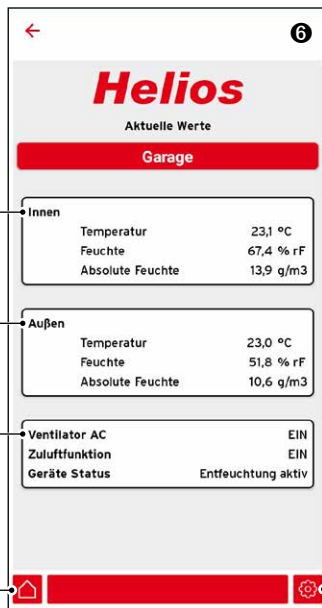 ❻
Helios
Aktuelle Werte
Garage
Innen
Temperatur 23,1 °C
Feuchte 67,4 % rF
Absolute Feuchte 13,9 g/m3
Außen
Temperatur 23,0 °C
Feuchte 51,8 % rF
Absolute Feuchte 10,6 g/m3
Ventilator AC EIN
Zuluftfunktion EIN
Geräte Status Entfeuchtung aktiv